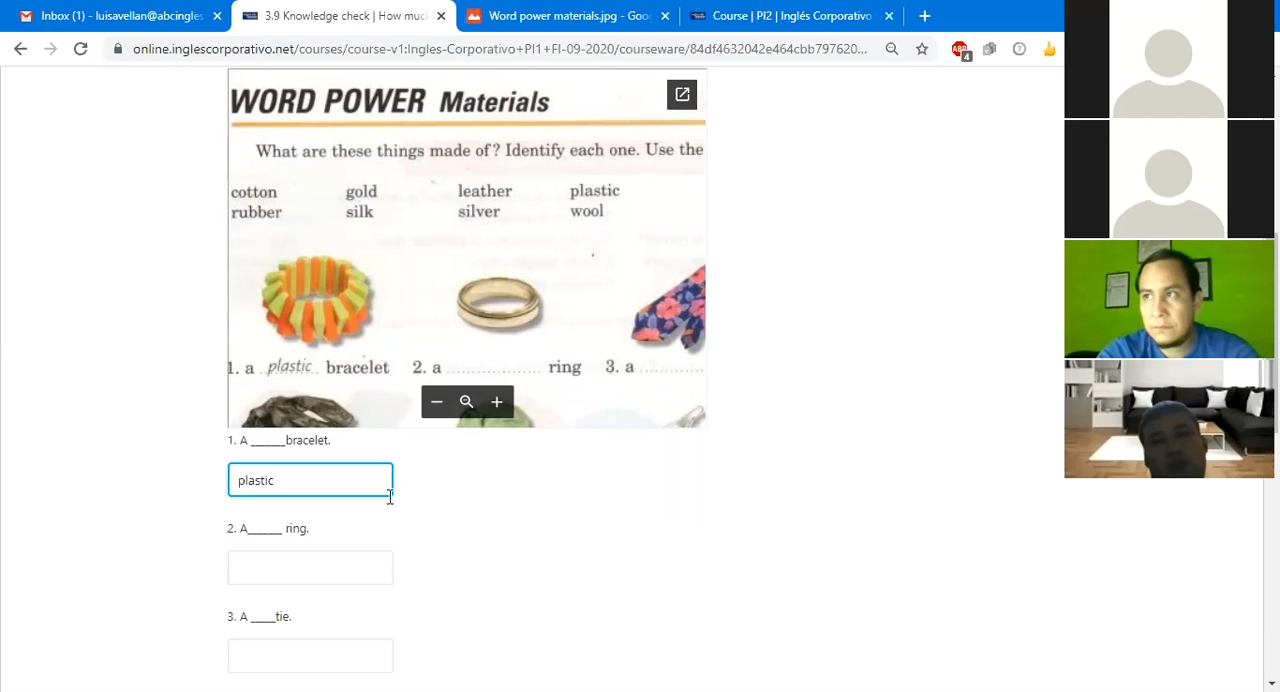 Inbox (1) - luisavellan@abcingles
3.9 Knowledge check | How muc
Word power materials.jpg - Goo
Course | PI2 | Inglés Corporativo
online.inglescorporativo.net/courses/course-v1:Ingles-Corporativo+PI1+FI-09-2020/courseware/84df4632042e464cbb797620...
ABP
4
WORD POWER Materials
What are these things made of? Identify each one. Use the
cotton gold leather plastic
rubber silk silver wool
1. a plastic bracelet 2. a ................ ring 3. a ............
1. A ______bracelet.
plastic
2. A______ ring.
3. A ____tie.